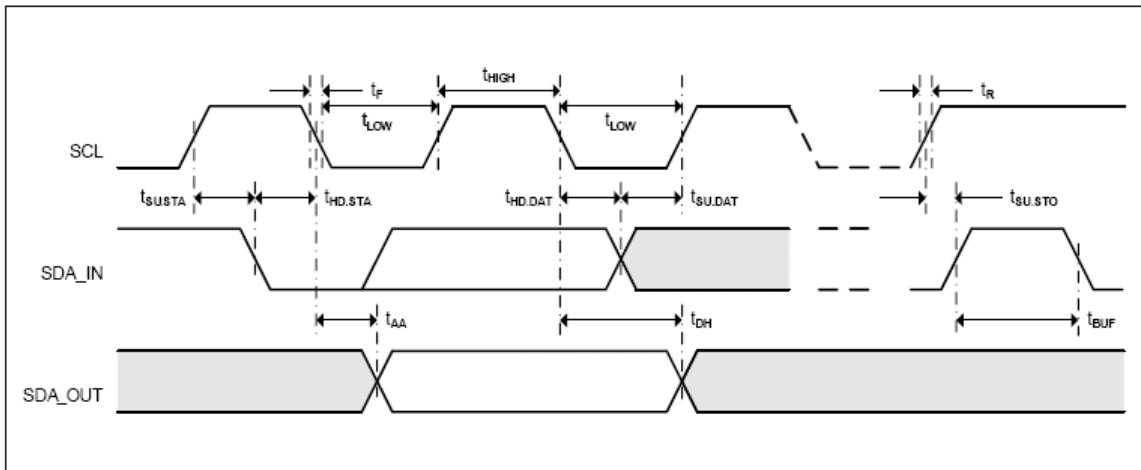 tHIGH
tF
tR
tLOW
tLOW
SCL
tSU.STA
tHD.STA
tHD.DAT
tSU.DAT
tSU.STO
SDA_IN
tAA
tDH
tBUF
SDA_OUT